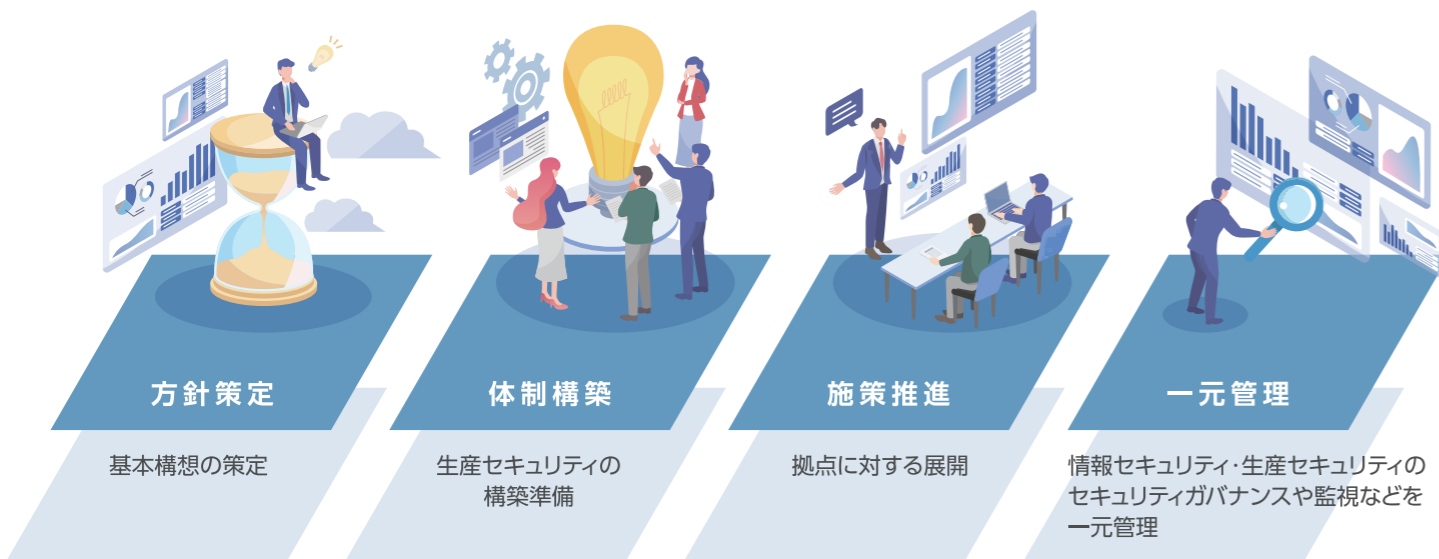 方針策定
基本構想の策定
体制構築
生産セキュリティの
構築準備
施策推進
拠点に対する展開
一元管理
情報セキュリティ・生産セキュリティの
セキュリティガバナンスや監視などを
一元管理